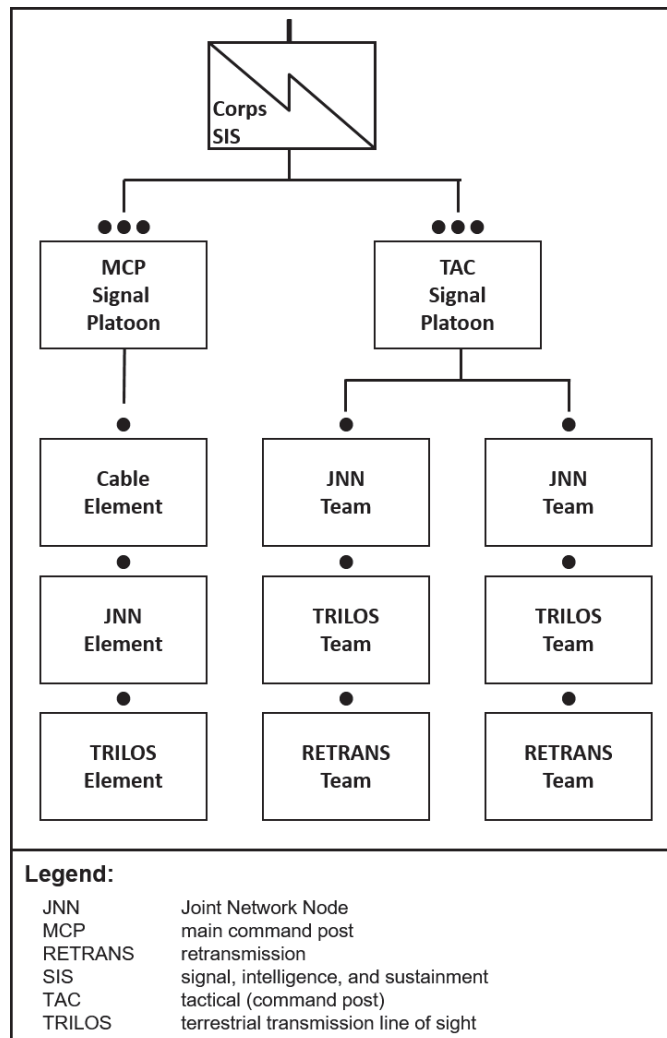 Corps
SIS
MCP
Signal
Platoon
TAC
Signal
Platoon
Cable
Element
JNN
Team
JNN
Team
JNN
Element
TRILOS
Team
TRILOS
Team
TRILOS
Element
RETRANS
Team
RETRANS
Team
Legend:
JNN Joint Network Node
MCP main command post
RETRANS retransmission
SIS signal, intelligence, and sustainment
TAC tactical (command post)
TRILOS terrestrial transmission line of sight